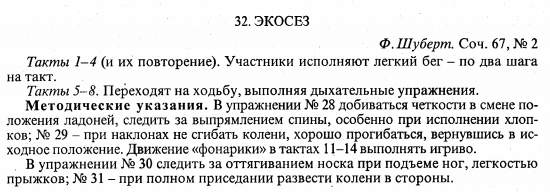 32. ЭКОСЕЗ
Ф. Шуберт. Соч. 67, № 2
Такты 1–4 (и их повторение). Участники исполняют легкий бег – по два шага
на такт.
Такты 5–8. Переходят на ходьбу, выполняя дыхательные упражнения.
Методические указания. В упражнении № 28 добиваться четкости в смене по-
ложения ладоней, следить за выпрямлением спины, особенно при исполнении хлоп-
ков; № 29 – при наклонах не сгибать колени, хорошо прогибаться, вернувшись в ис-
ходное положение. Движение «фонарики» в тактах 11–14 выполнять игриво.
В упражнении № 30 следить за оттягиванием носка при подъеме ног, легкостью
прыжков; № 31 – при полном приседании развести колени в стороны.